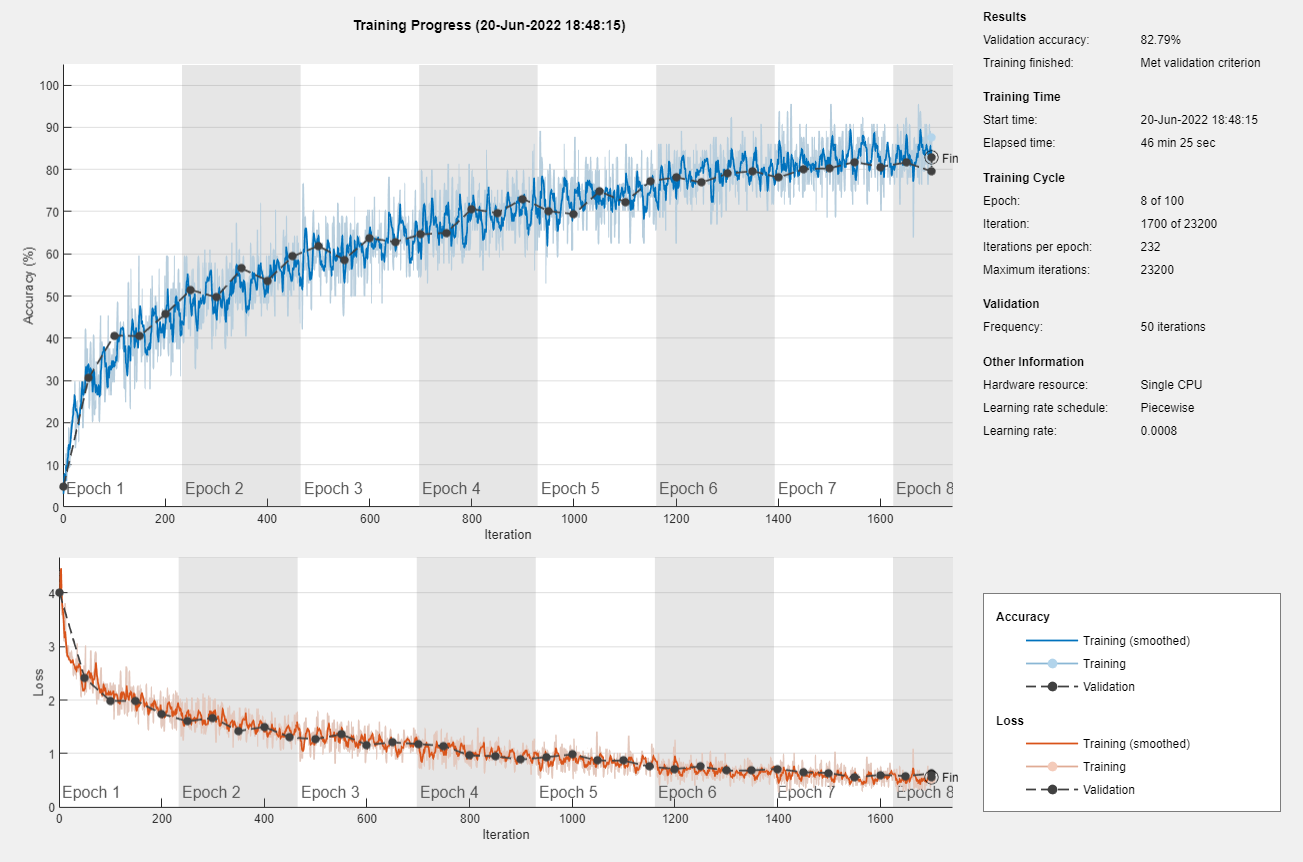 Training Progress (20-Jun-2022 18:48:15)
100
90
80
70
60
50
40
30
20
10
0
Accuracy (%)
Fin
Epoch 1
Epoch 2
Epoch 3
Epoch 4
Epoch 5
Epoch 6
Epoch 7
Epoch 8
0 200 400 600 800 1000 1200 1400 1600
Iteration
4
3
2
1
0
Loss
Fin
Epoch 1
Epoch 2
Epoch 3
Epoch 4
Epoch 5
Epoch 6
Epoch 7
Epoch 8
0 200 400 600 800 1000 1200 1400 1600
Iteration
Results
Validation accuracy: 82.79%
Training finished: Met validation criterion
Training Time
Start time: 20-Jun-2022 18:48:15
Elapsed time: 46 min 25 sec
Training Cycle
Epoch: 8 of 100
Iteration: 1700 of 23200
Iterations per epoch: 232
Maximum iterations: 23200
Validation
Frequency: 50 iterations
Other Information
Hardware resource: Single CPU
Learning rate schedule: Piecewise
Learning rate: 0.0008
Accuracy
Training (smoothed)
Training
Validation
Loss
Training (smoothed)
Training
Validation